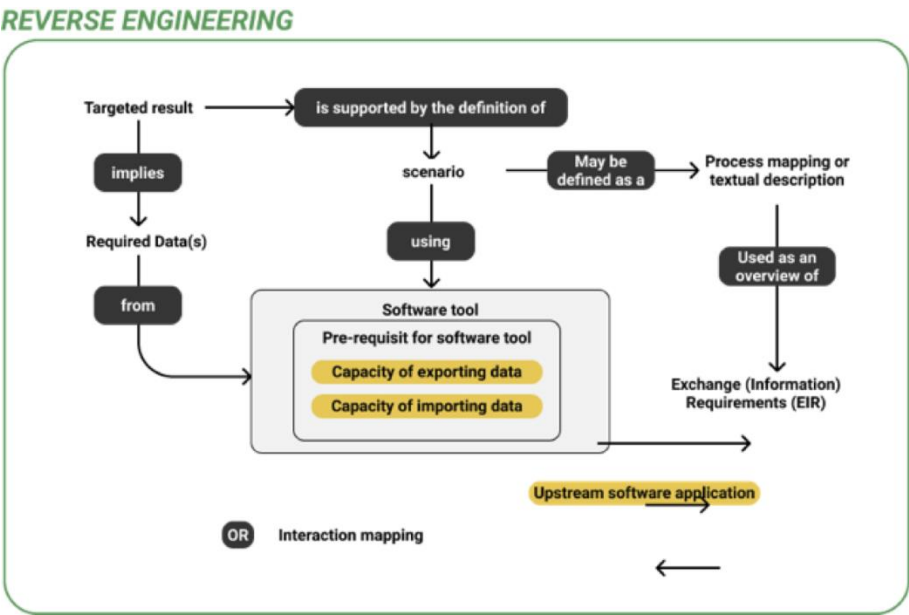 REVERSE ENGINEERING
Targeted result
is supported by the definition of
implies
scenario
May be
defined as a
Process mapping or
textual description
Required Data(s)
using
Used as an
overview of
from
Software tool
Pre-requisit for software tool
Capacity of exporting data
Capacity of importing data
Exchange (Information)
Requirements (EIR)
Upstream software application
OR
Interaction mapping